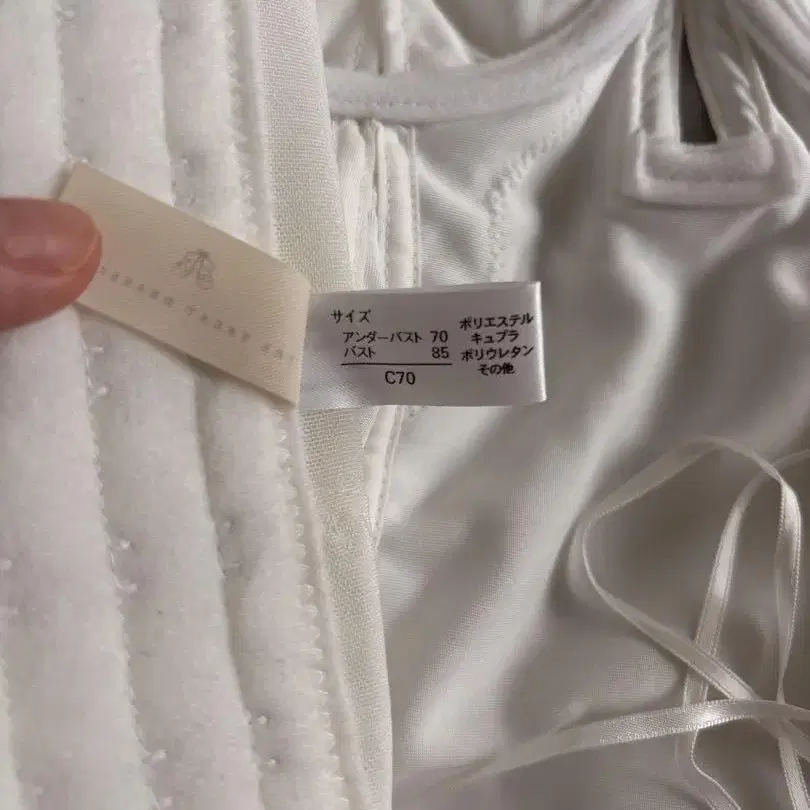 サイズ
アンダーバスト 70
バスト 85
C70
ポリエステル
キュプラ
ポリウレタン
その他